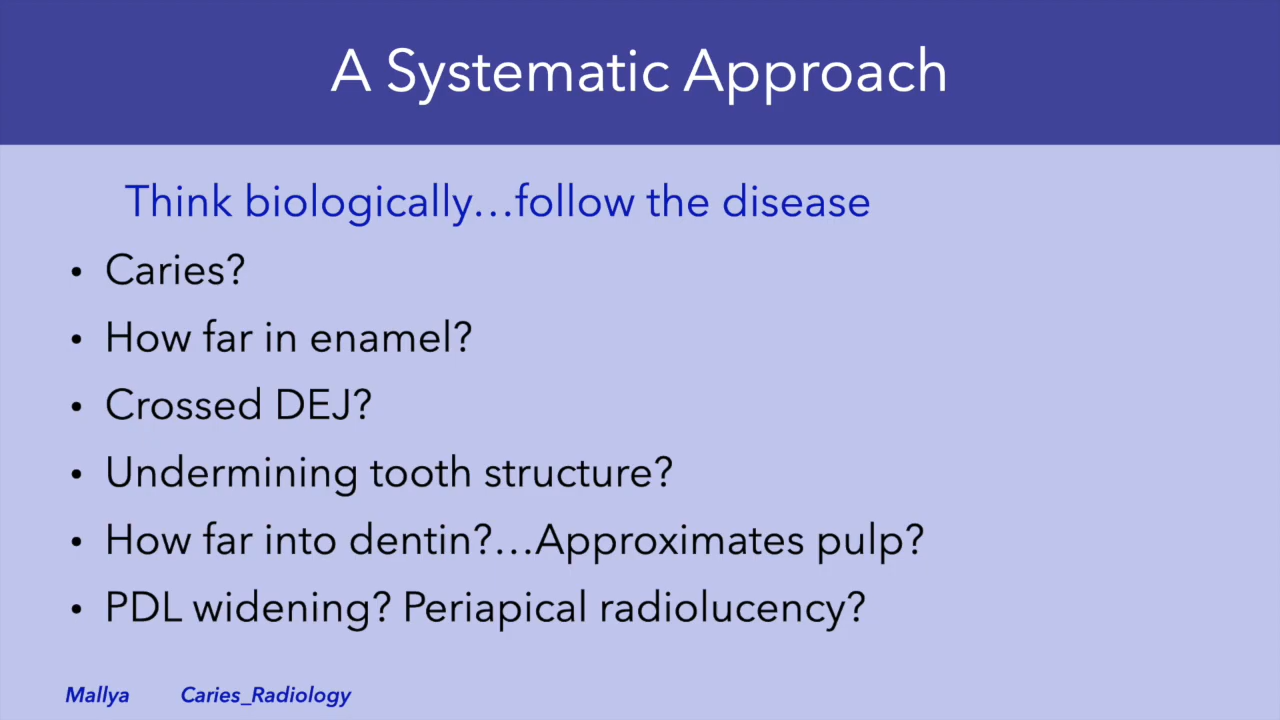 A Systematic Approach
Think biologically…follow the disease
• Caries?
• How far in enamel?
• Crossed DEJ?
• Undermining tooth structure?
• How far into dentin?…Approximates pulp?
• PDL widening? Periapical radiolucency?
Mallya Caries_Radiology